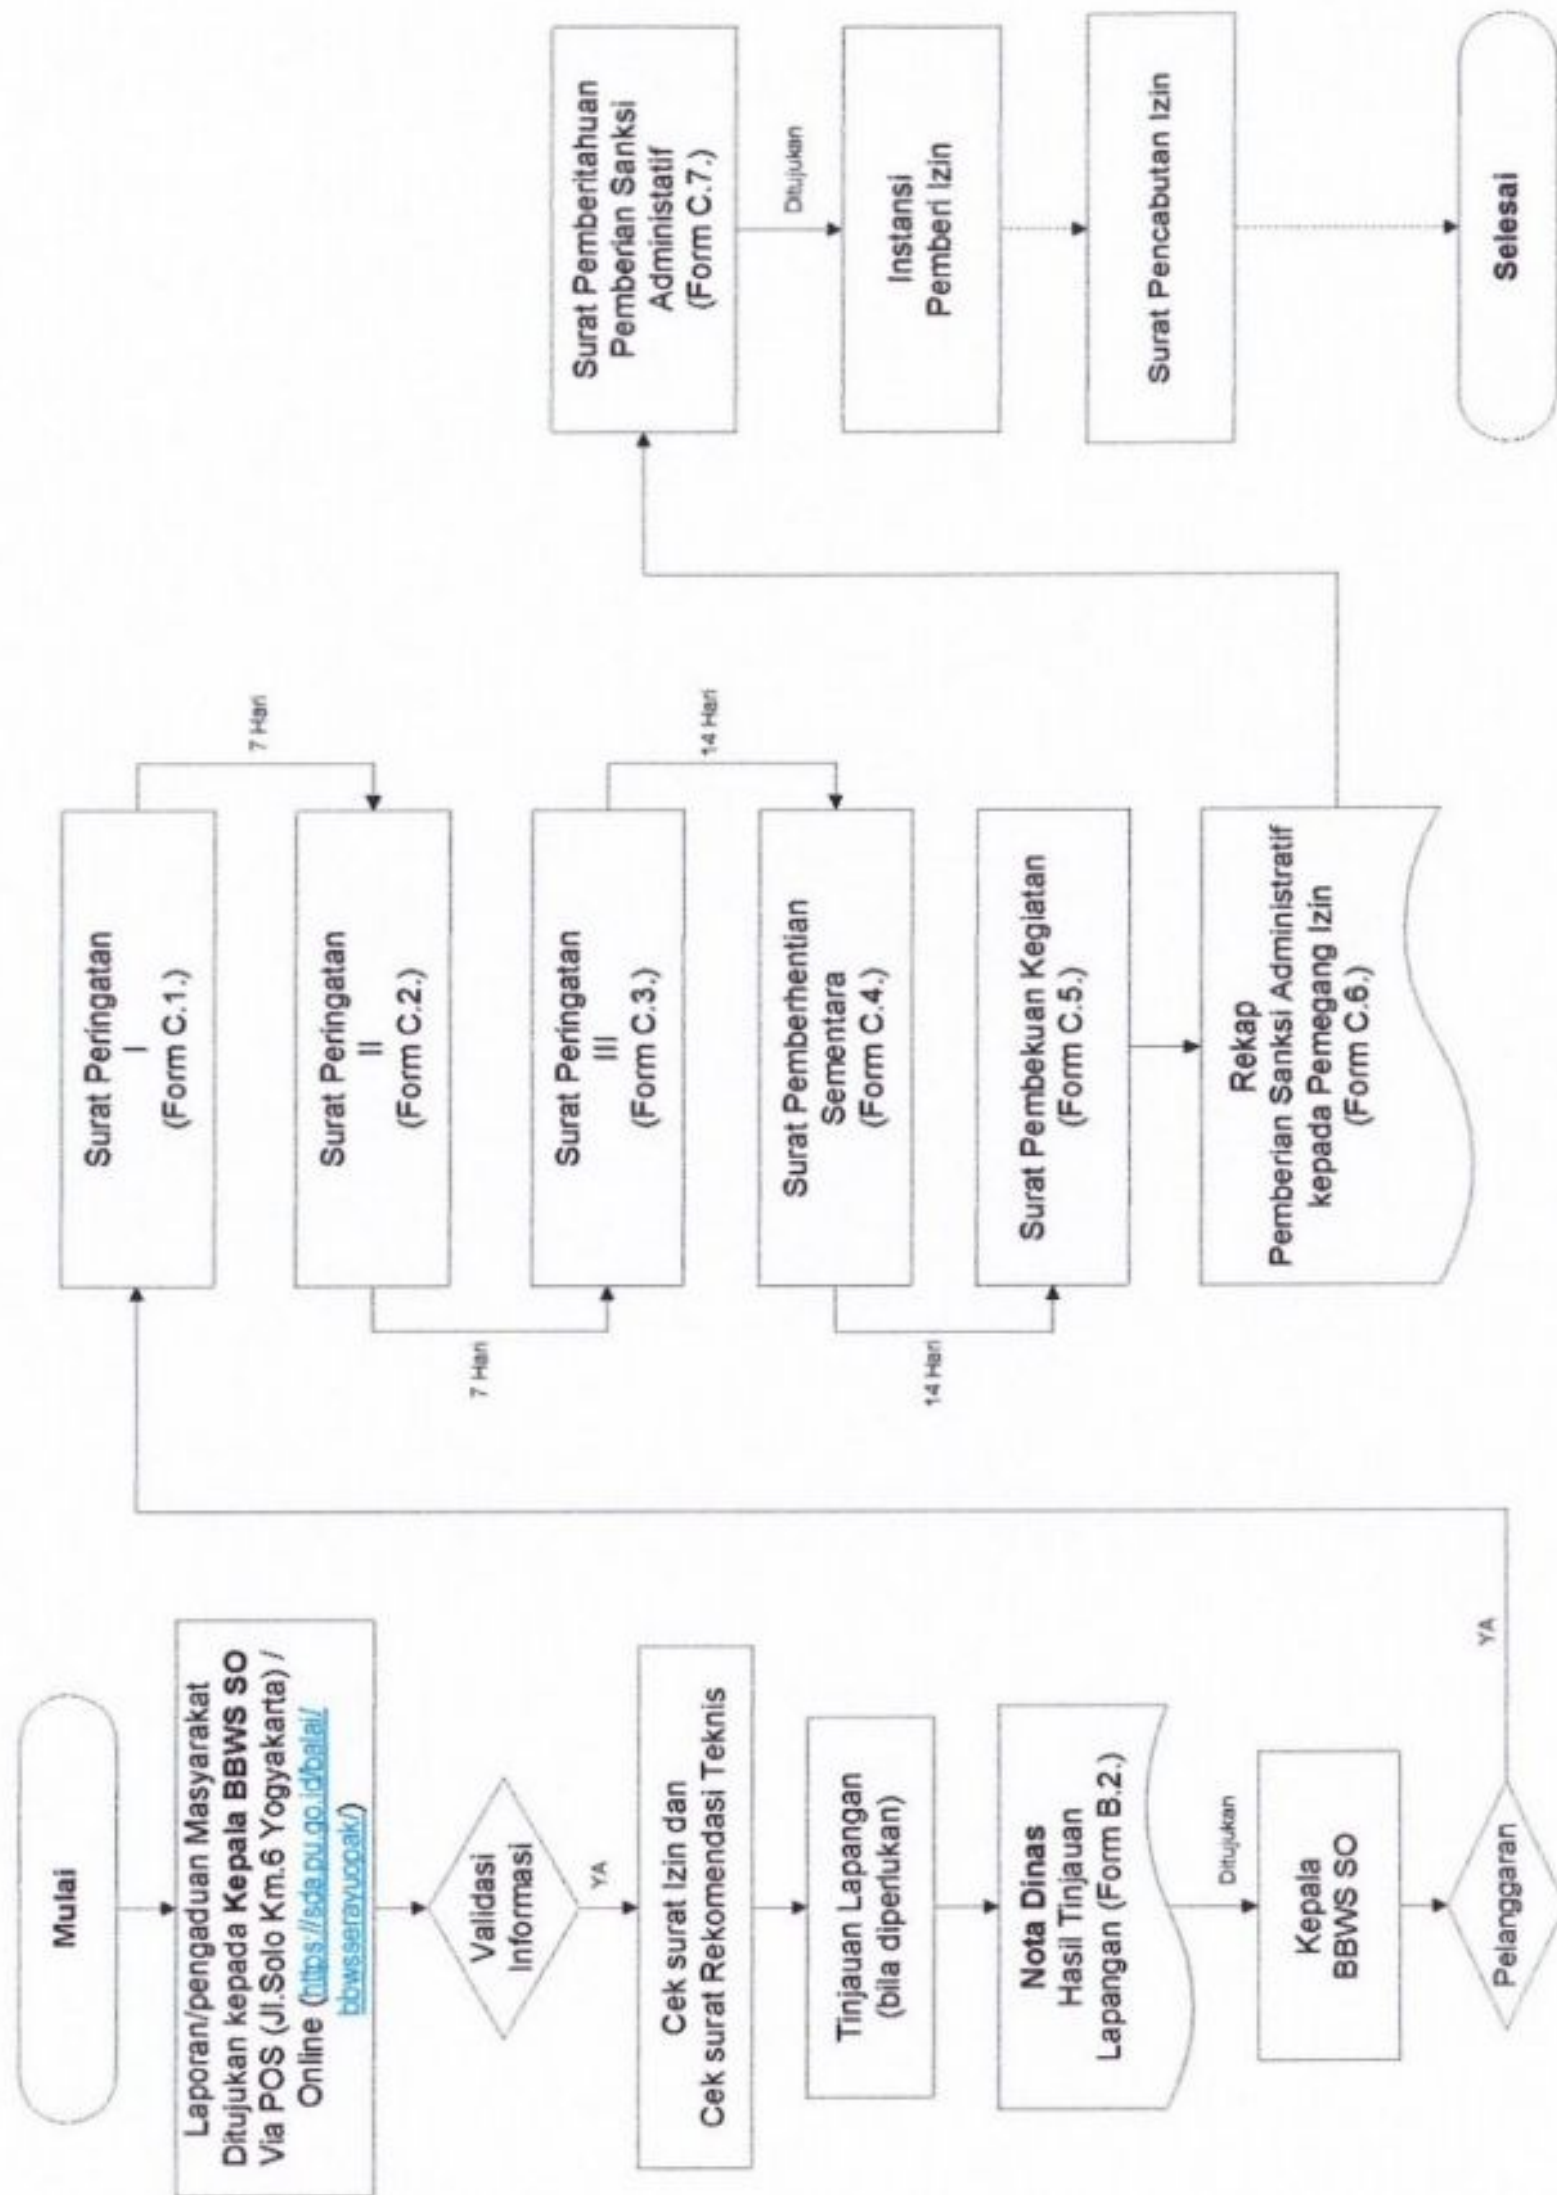 Mulai
Laporan/pengaduan Masyarakat
Ditujukan kepada Kepala BBWS SO
Via POS (Jl.Solo Km.6 Yogyakarta) /
Online (https://sda.pu.go.id/balai/
bbwsserayuopak/)
Validasi
Informasi
YA
Cek surat Izin dan
Cek surat Rekomendasi Teknis
Tinjauan Lapangan
(bila diperlukan)
Nota Dinas
Hasil Tinjauan
Lapangan (Form B.2.)
Ditujukan
Kepala
BBWS SO
Pelanggaran
YA
Surat Peringatan
I
(Form C.1.)
7 Hari
Surat Peringatan
II
(Form C.2.)
7 Hari
Surat Peringatan
III
(Form C.3.)
14 Hari
Surat Pemberhentian
Sementara
(Form C.4.)
14 Hari
Surat Pembekuan Kegiatan
(Form C.5.)
Rekap
Pemberian Sanksi Administratif
kepada Pemegang Izin
(Form C.6.)
Surat Pemberitahuan
Pemberian Sanksi
Administatif
(Form C.7.)
Ditujukan
Instansi
Pemberi Izin
Surat Pencabutan Izin
Selesai